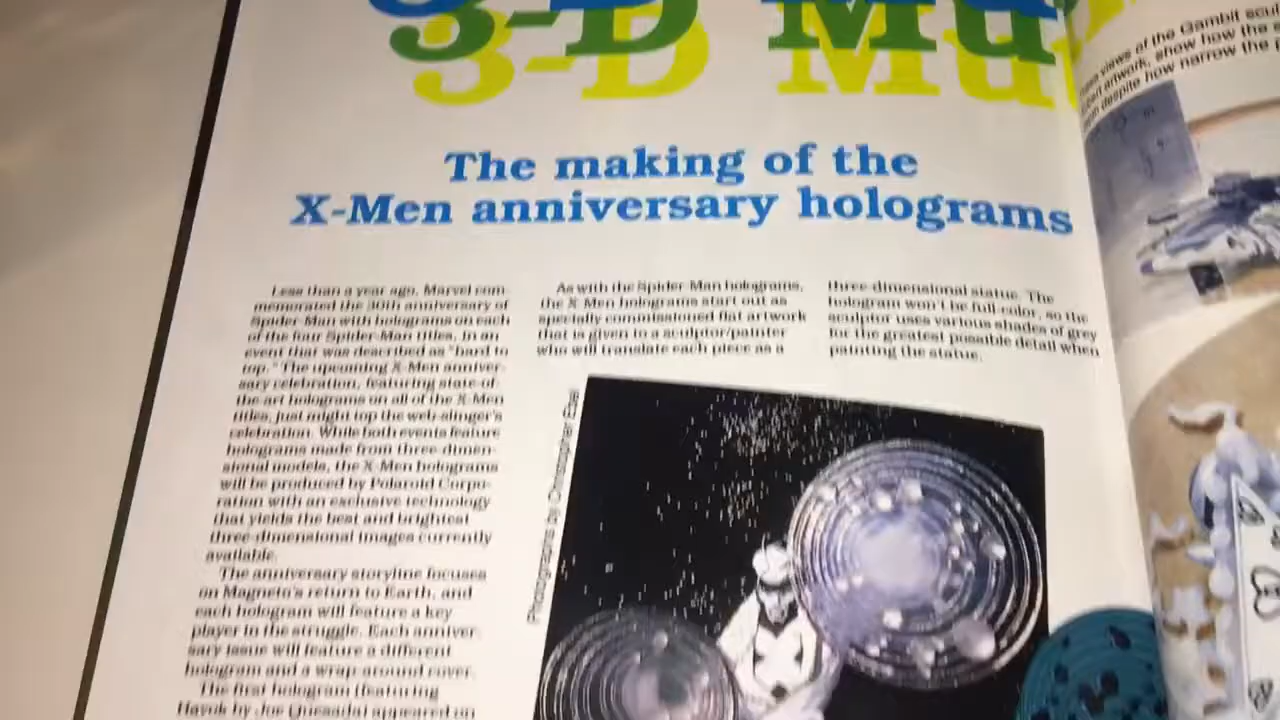 3-D Mu
The making of the
X-Men anniversary holograms
Less than a year ago, Marvel com-
memorated the 30th anniversary of
Spider-Man with holograms on each
of the four Spider-Man titles, in an
event that was described as "hard to
top." The upcoming X-Men anniver-
sary celebration, featuring state-of-
the-art holograms on all of the X-Men
titles, just might top the web-slinger's
celebration. While both events feature
holograms made from three-dimen-
sional models, the X-Men holograms
will be produced by Polaroid Corpo-
ration with an exclusive technology
that yields the best and brightest
three-dimensional images currently
available.
The anniversary storyline focuses
on Magneto's return to Earth, and
each hologram will feature a key
player in the struggle. Each anniver-
sary issue will feature a different
hologram and a wrap-around cover.
The first hologram (featuring
Havok by Joe Quesada) appeared on
As with the Spider-Man holograms,
the X-Men holograms start out as
specially commissioned flat artwork
that is given to a sculptor/painter
who will translate each piece as a
three-dimensional statue. The
hologram won't be full-color, so the
sculptor uses various shades of grey
for the greatest possible detail when
painting the statue.
Photographs by Christopher
views of the Gambit scul
artwork, show how the
despite how narrow the